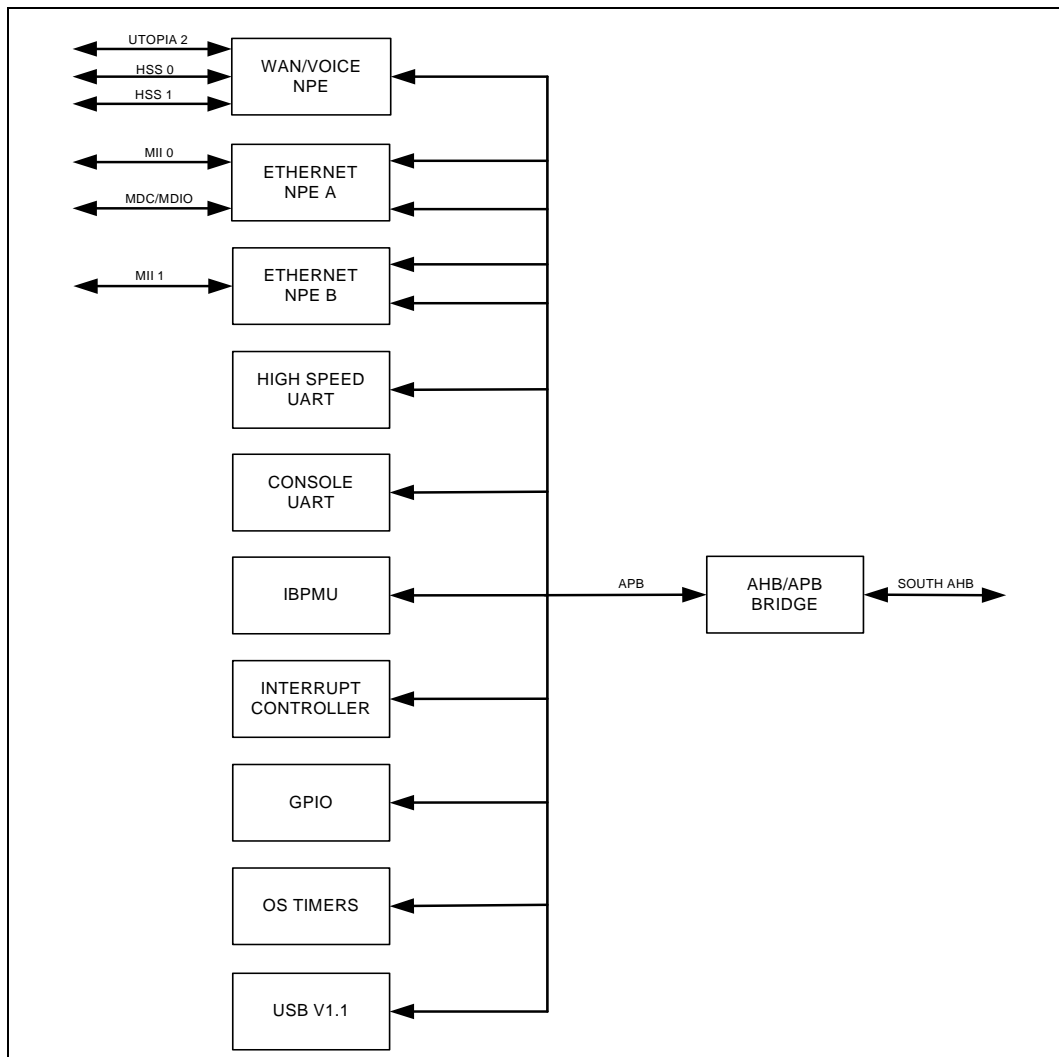 UTOPIA 2
HSS 0
HSS 1
WAN/VOICE
NPE
MII 0
MDC/MDIO
ETHERNET
NPE A
MII 1
ETHERNET
NPE B
HIGH SPEED
UART
CONSOLE
UART
IBPMU
APB
AHB/APB
BRIDGE
SOUTH AHB
INTERRUPT
CONTROLLER
GPIO
OS TIMERS
USB V1.1